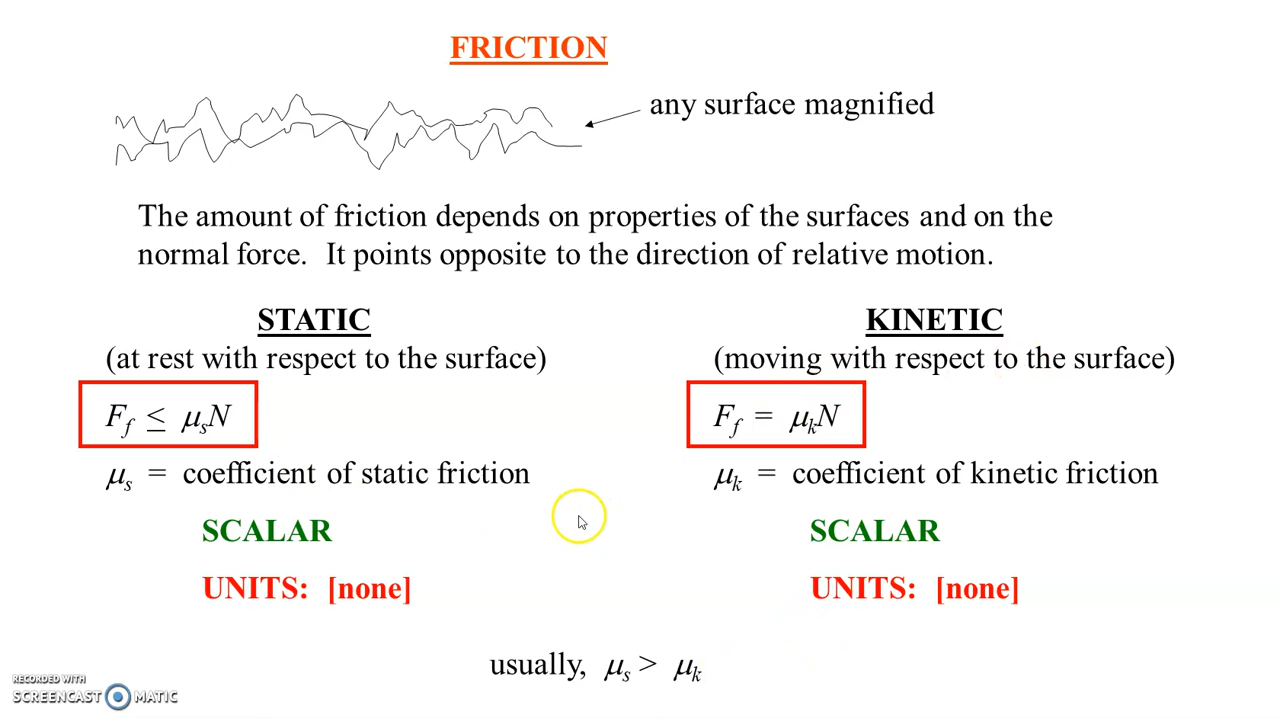 FRICTION
any surface magnified
The amount of friction depends on properties of the surfaces and on the
normal force. It points opposite to the direction of relative motion.
STATIC
(at rest with respect to the surface)
F_f ≤ μ_s N
μ_s = coefficient of static friction
SCALAR
UNITS: [none]
KINETIC
(moving with respect to the surface)
F_f = μ_k N
μ_k = coefficient of kinetic friction
SCALAR
UNITS: [none]
usually, μ_s > μ_k
RECORDED WITH
SCREENCAST MATIC